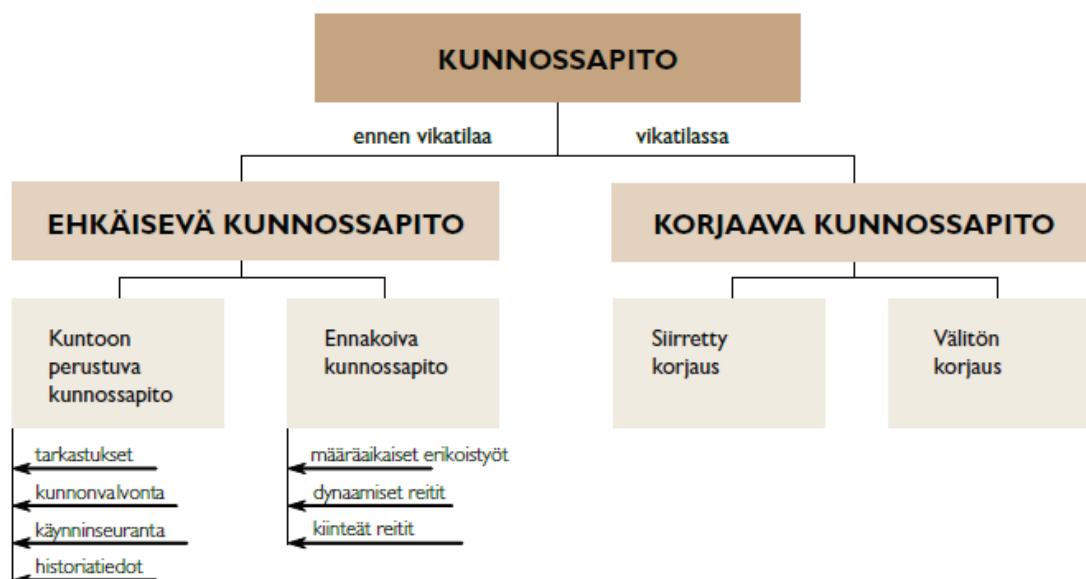 KUNNOSSAPITO
ennen vikatilaa
vikatilassa
EHKÄISEVÄ KUNNOSSAPITO
KORJAAVA KUNNOSSAPITO
Kuntoon
perustuva
kunnossapito
Ennakoiva
kunnossapito
Siirretty
korjaus
Välitön
korjaus
tarkastukset
kunnonvalvonta
käynninseuranta
historiatiedot
määräaikaiset erikoistyöt
dynaamiset reitit
kiinteät reitit